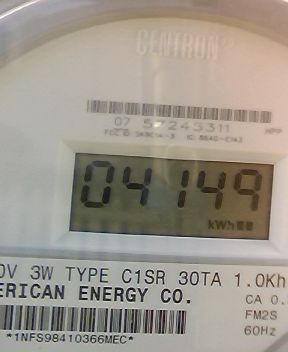 CENTRON
07 57245311
HPP
04149
kWh
0V 3W TYPE C1SR 30TA 1.0Kh
ERICAN ENERGY CO.
CA 0.
FM2S
60Hz
*1NFS98410366MEC*